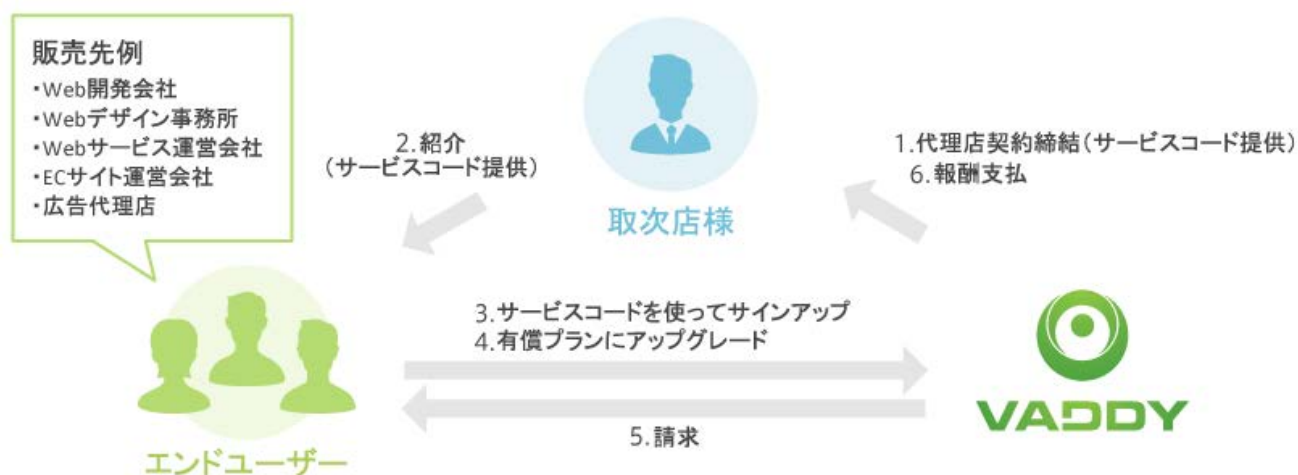 販売先例
・Web開発会社
・Webデザイン事務所
・Webサービス運営会社
・ECサイト運営会社
・広告代理店
2.紹介
（サービスコード提供）
取次店様
1.代理店契約締結（サービスコード提供）
6.報酬支払
3.サービスコードを使ってサインアップ
4.有償プランにアップグレード
5.請求
エンドユーザー
VADDY